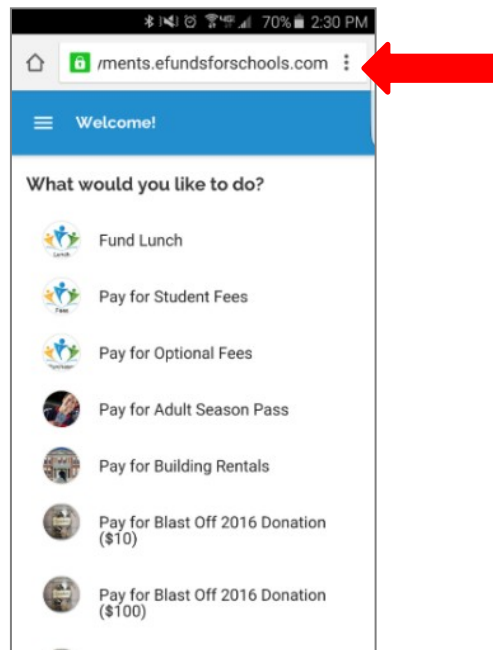 4G LTE 70% 2:30 PM
/ments.efundsforschools.com
Welcome!
What would you like to do?
Lunch
Fund Lunch
Fees
Pay for Student Fees
Pay for Optional Fees
Pay for Adult Season Pass
Pay for Building Rentals
Pay for Blast Off 2016 Donation
($10)
Pay for Blast Off 2016 Donation
($100)